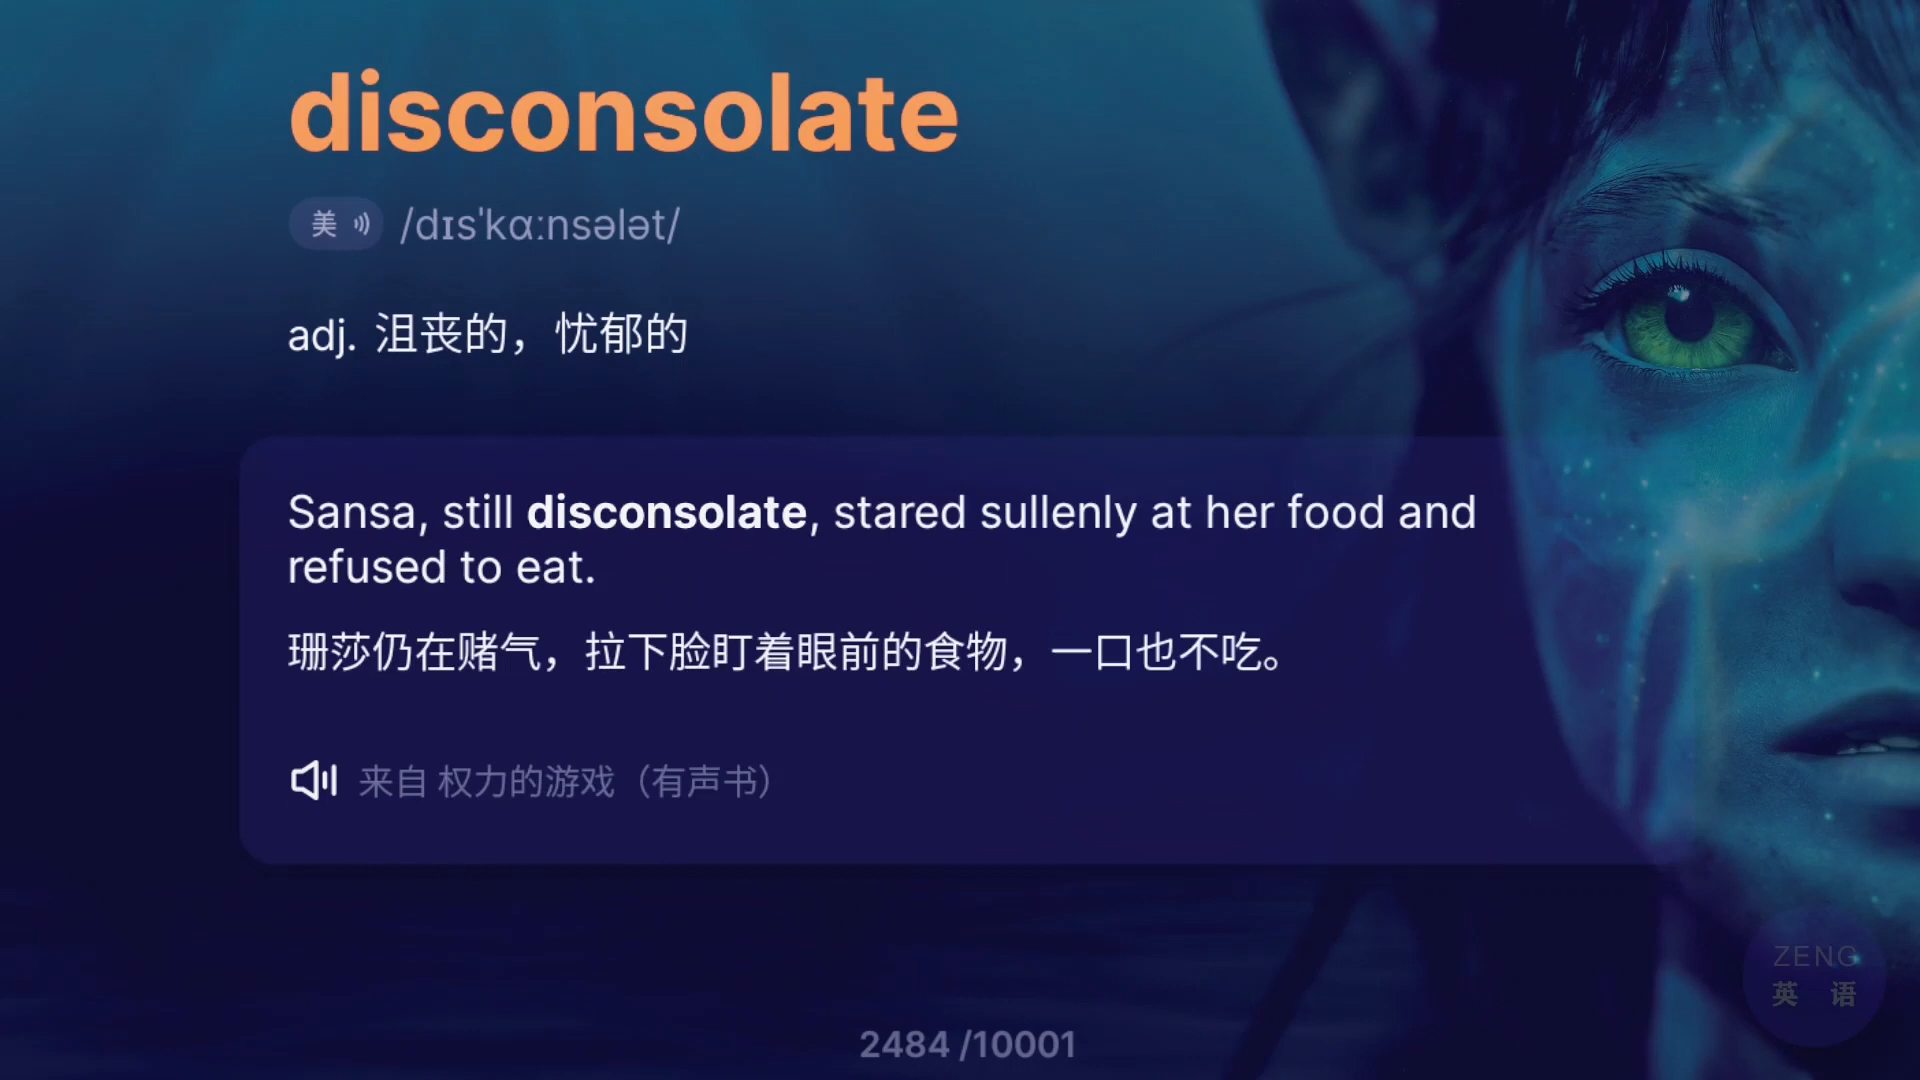 disconsolate
美 /dɪsˈkɑːnsələt/
adj. 沮丧的，忧郁的
Sansa, still disconsolate, stared sullenly at her food and
refused to eat.
珊莎仍在赌气，拉下脸盯着眼前的食物，一口也不吃。
来自 权力的游戏（有声书）
ZENG
英 语
2484 /10001